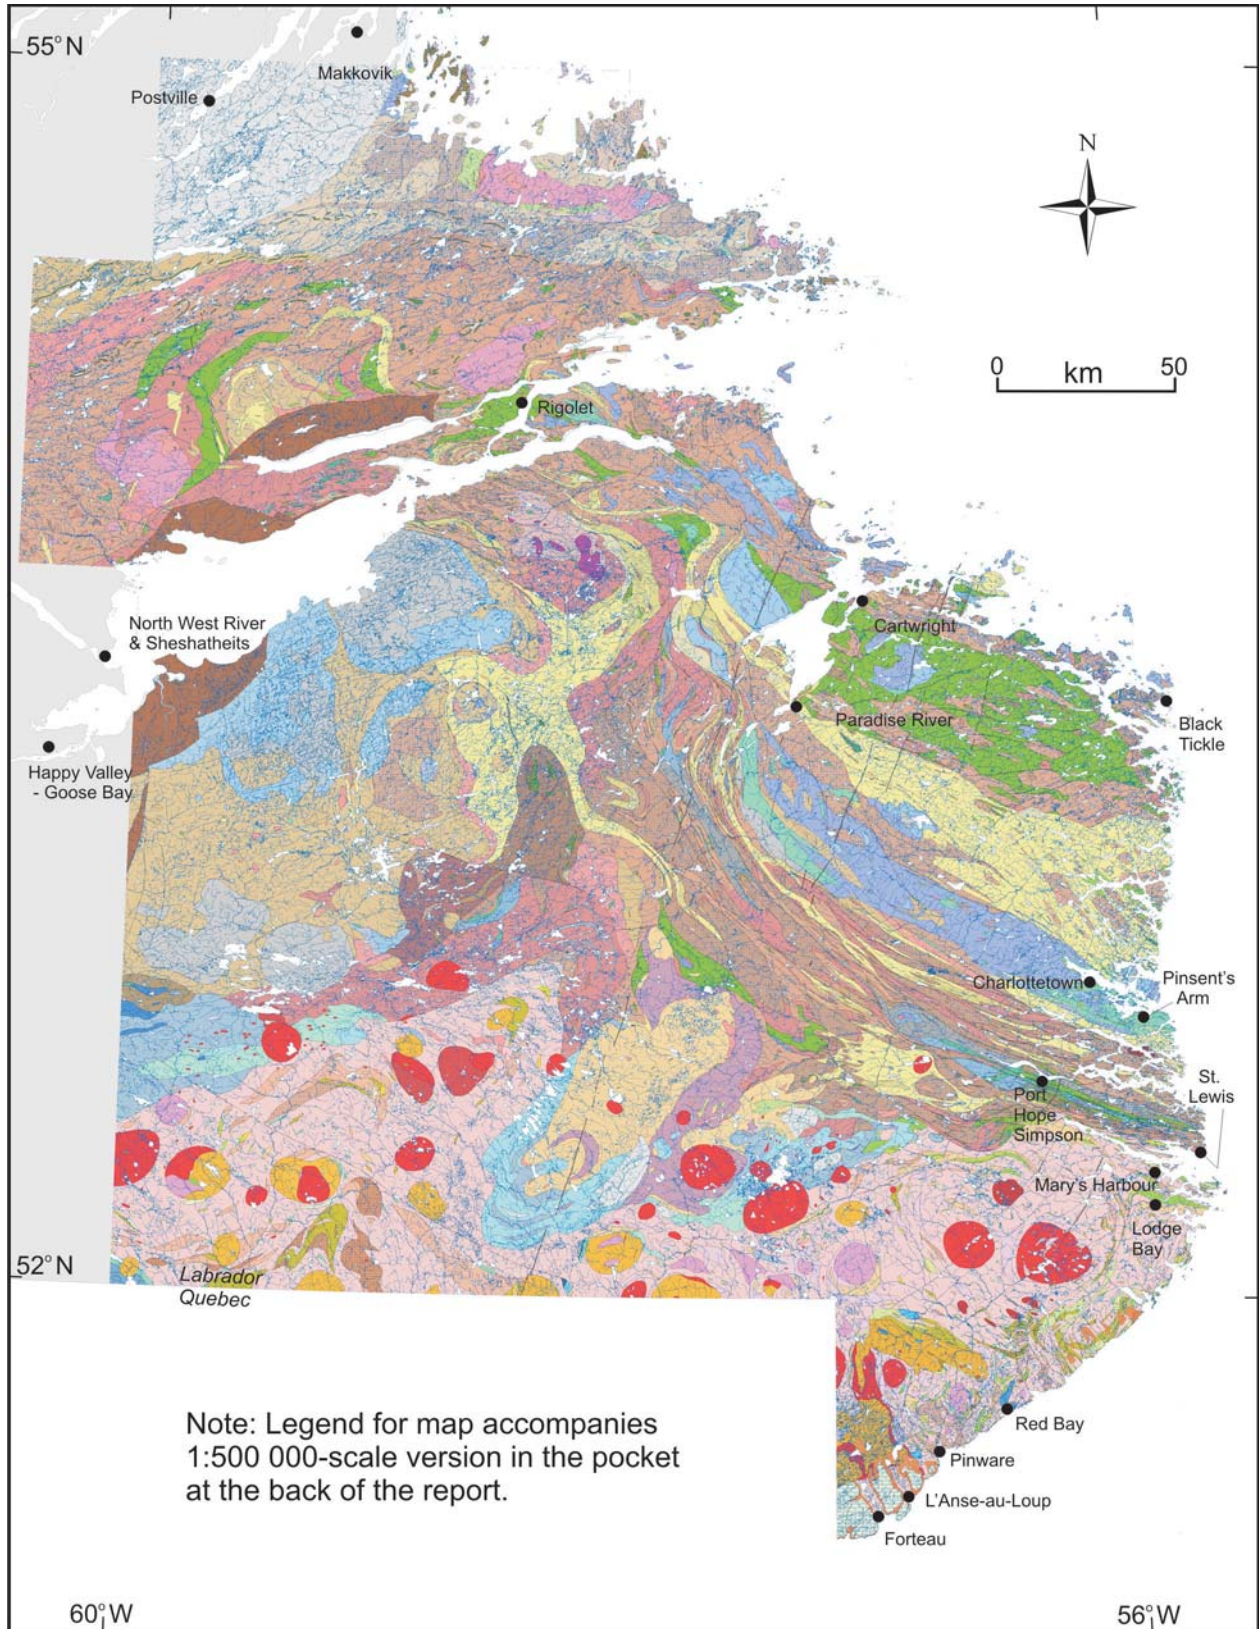 55° N
Makkovik
Postville
N
0 km 50
Rigolet
North West River
& Sheshatheits
Cartwright
Paradise River
Black
Tickle
Happy Valley
- Goose Bay
Charlottetown
Pinsent's
Arm
St.
Lewis
Port
Hope
Simpson
Mary's Harbour
Lodge
Bay
52° N
Labrador
Quebec
Note: Legend for map accompanies
1:500 000-scale version in the pocket
at the back of the report.
Red Bay
Pinware
L'Anse-au-Loup
Forteau
60° W
56° W